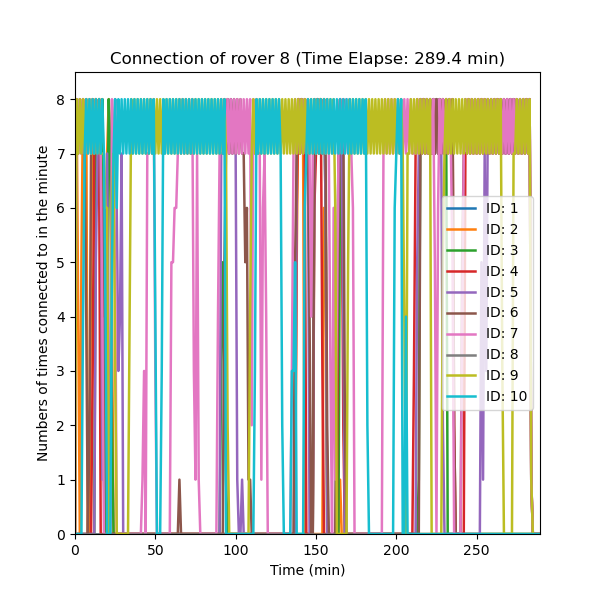 Connection of rover 8 (Time Elapse: 289.4 min)
Numbers of times connected to in the minute
8
7
6
5
4
3
2
1
0
ID: 1
ID: 2
ID: 3
ID: 4
ID: 5
ID: 6
ID: 7
ID: 8
ID: 9
ID: 10
0 50 100 150 200 250
Time (min)